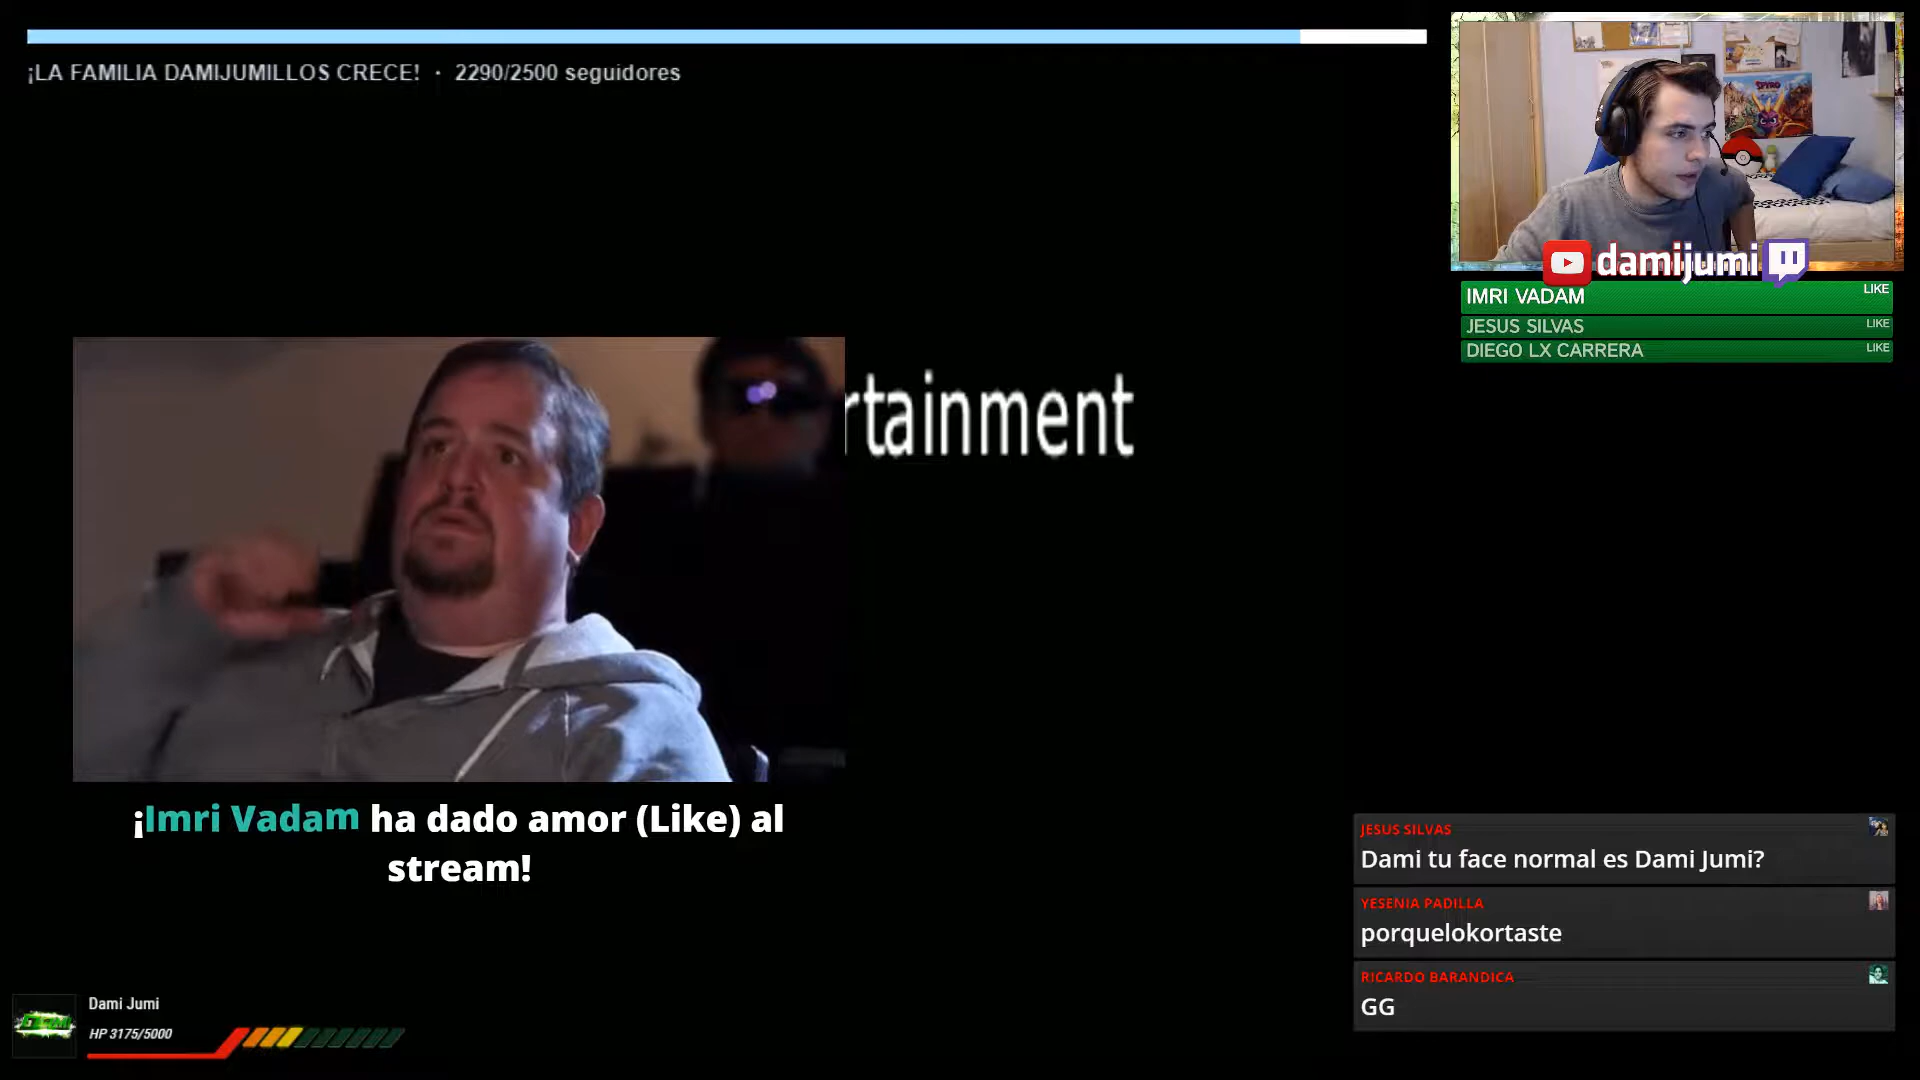 ¡LA FAMILIA DAMIJUMILLOS CRECE! · 2290/2500 seguidores
SPYRO
damijumi
IMRI VADAM LIKE
JESUS SILVAS LIKE
DIEGO LX CARRERA LIKE
rtainment
¡Imri Vadam ha dado amor (Like) al
stream!
JESUS SILVAS
Dami tu face normal es Dami Jumi?
YESENIA PADILLA
porquelokortaste
RICARDO BARANDICA
GG
Dami Jumi
HP 3175/5000